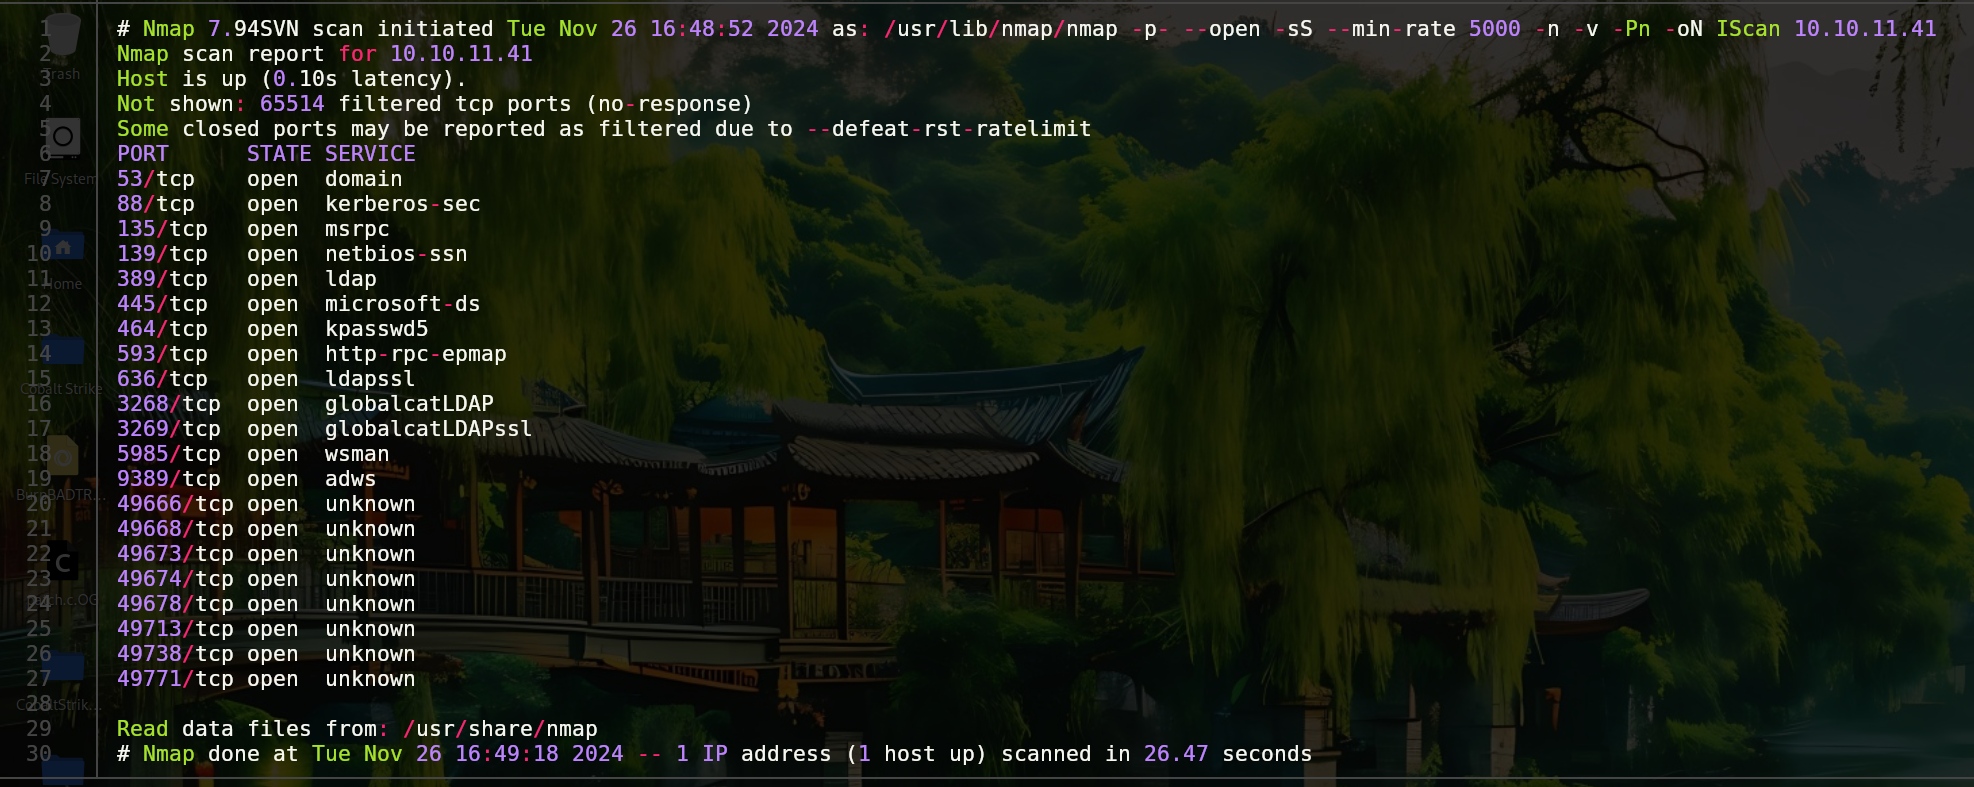 1 # Nmap 7.94SVN scan initiated Tue Nov 26 16:48:52 2024 as: /usr/lib/nmap/nmap -p- --open -sS --min-rate 5000 -n -v -Pn -oN IScan 10.10.11.41
2 Nmap scan report for 10.10.11.41
3 Host is up (0.10s latency).
Trash
4 Not shown: 65514 filtered tcp ports (no-response)
5 Some closed ports may be reported as filtered due to --defeat-rst-ratelimit
6 PORT STATE SERVICE
7 53/tcp open domain
File System
8 88/tcp open kerberos-sec
9 135/tcp open msrpc
10 139/tcp open netbios-ssn
11 389/tcp open ldap
Home
12 445/tcp open microsoft-ds
13 464/tcp open kpasswd5
14 593/tcp open http-rpc-epmap
15 636/tcp open ldapssl
Cobalt Strike
16 3268/tcp open globalcatLDAP
17 3269/tcp open globalcatLDAPssl
18 5985/tcp open wsman
19 9389/tcp open adws
20 49666/tcp open unknown
21 49668/tcp open unknown
22 49673/tcp open unknown
23 49674/tcp open unknown
24 49678/tcp open unknown
25 49713/tcp open unknown
26 49738/tcp open unknown
27 49771/tcp open unknown
28
CobaltStrik...
29 Read data files from: /usr/share/nmap
30 # Nmap done at Tue Nov 26 16:49:18 2024 -- 1 IP address (1 host up) scanned in 26.47 seconds